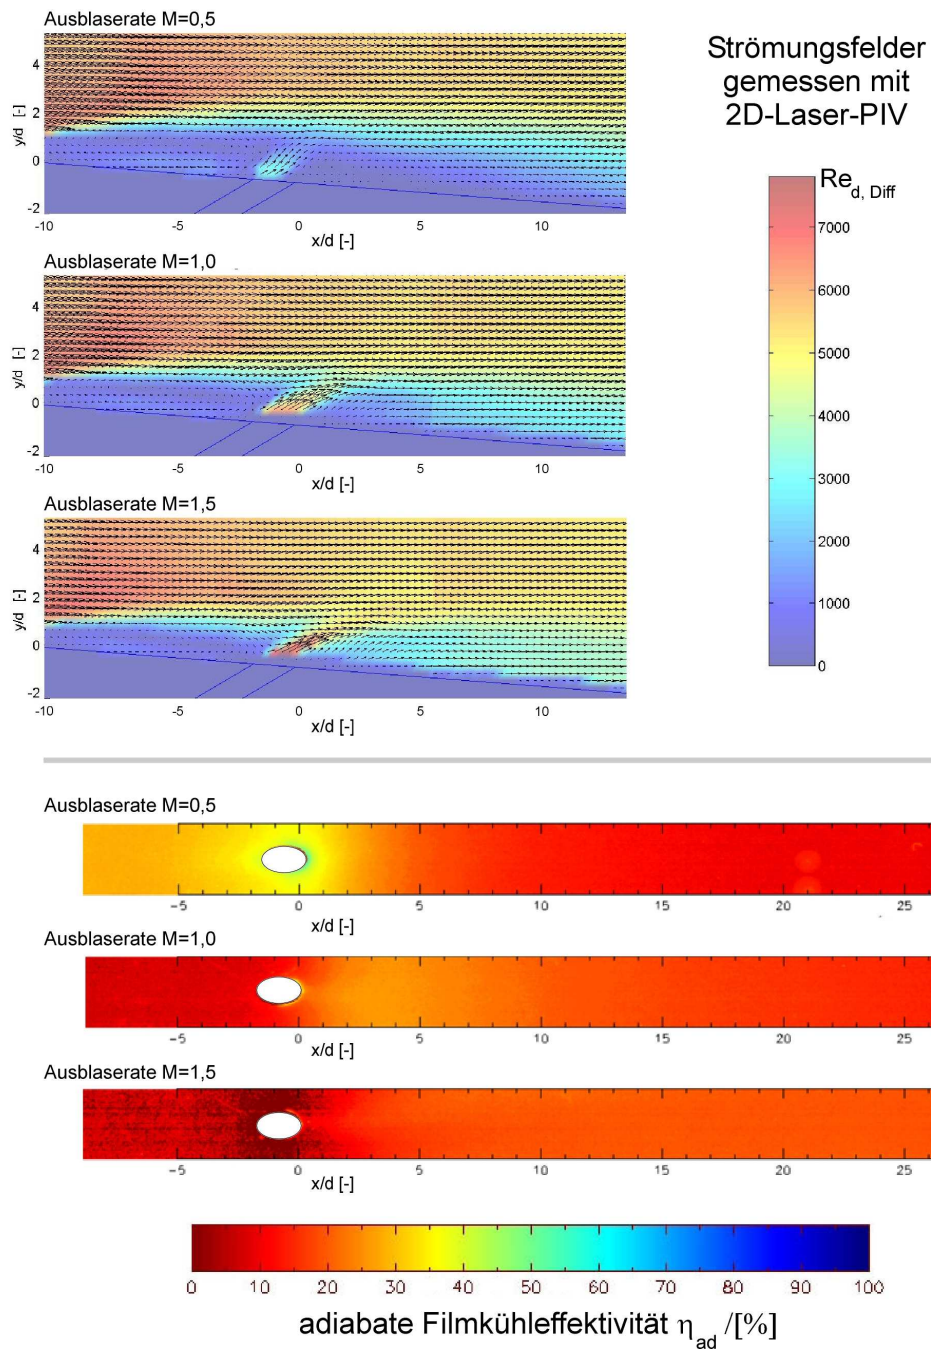 Ausblaserate M=0,5
Strömungsfelder
gemessen mit
2D-Laser-PIV
y/d [-]
4
2
0
-2
-10 -5 0 5 10
x/d [-]
Re d, Diff
7000
6000
5000
4000
3000
2000
1000
0
Ausblaserate M=1,0
y/d [-]
4
2
0
-2
-10 -5 0 5 10
x/d [-]
Ausblaserate M=1,5
y/d [-]
4
2
0
-2
-10 -5 0 5 10
x/d [-]
Ausblaserate M=0,5
-5 0 5 10 15 20 25
x/d [-]
Ausblaserate M=1,0
-5 0 5 10 15 20 25
x/d [-]
Ausblaserate M=1,5
-5 0 5 10 15 20 25
x/d [-]
0 10 20 30 40 50 60 70 80 90 100
adiabate Filmkühleffektivität η ad /[%]